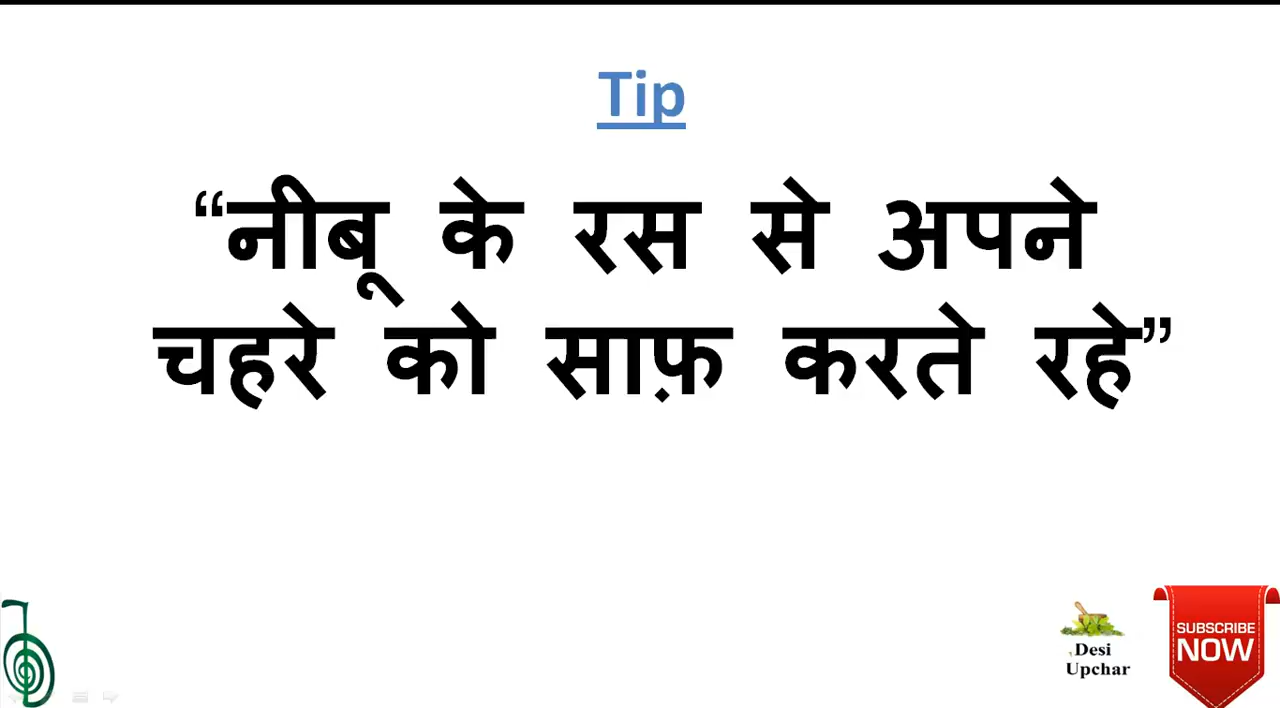 Tip
“नीबू के रस से अपने
चहरे को साफ़ करते रहे”
Desi
Upchar
SUBSCRIBE
NOW